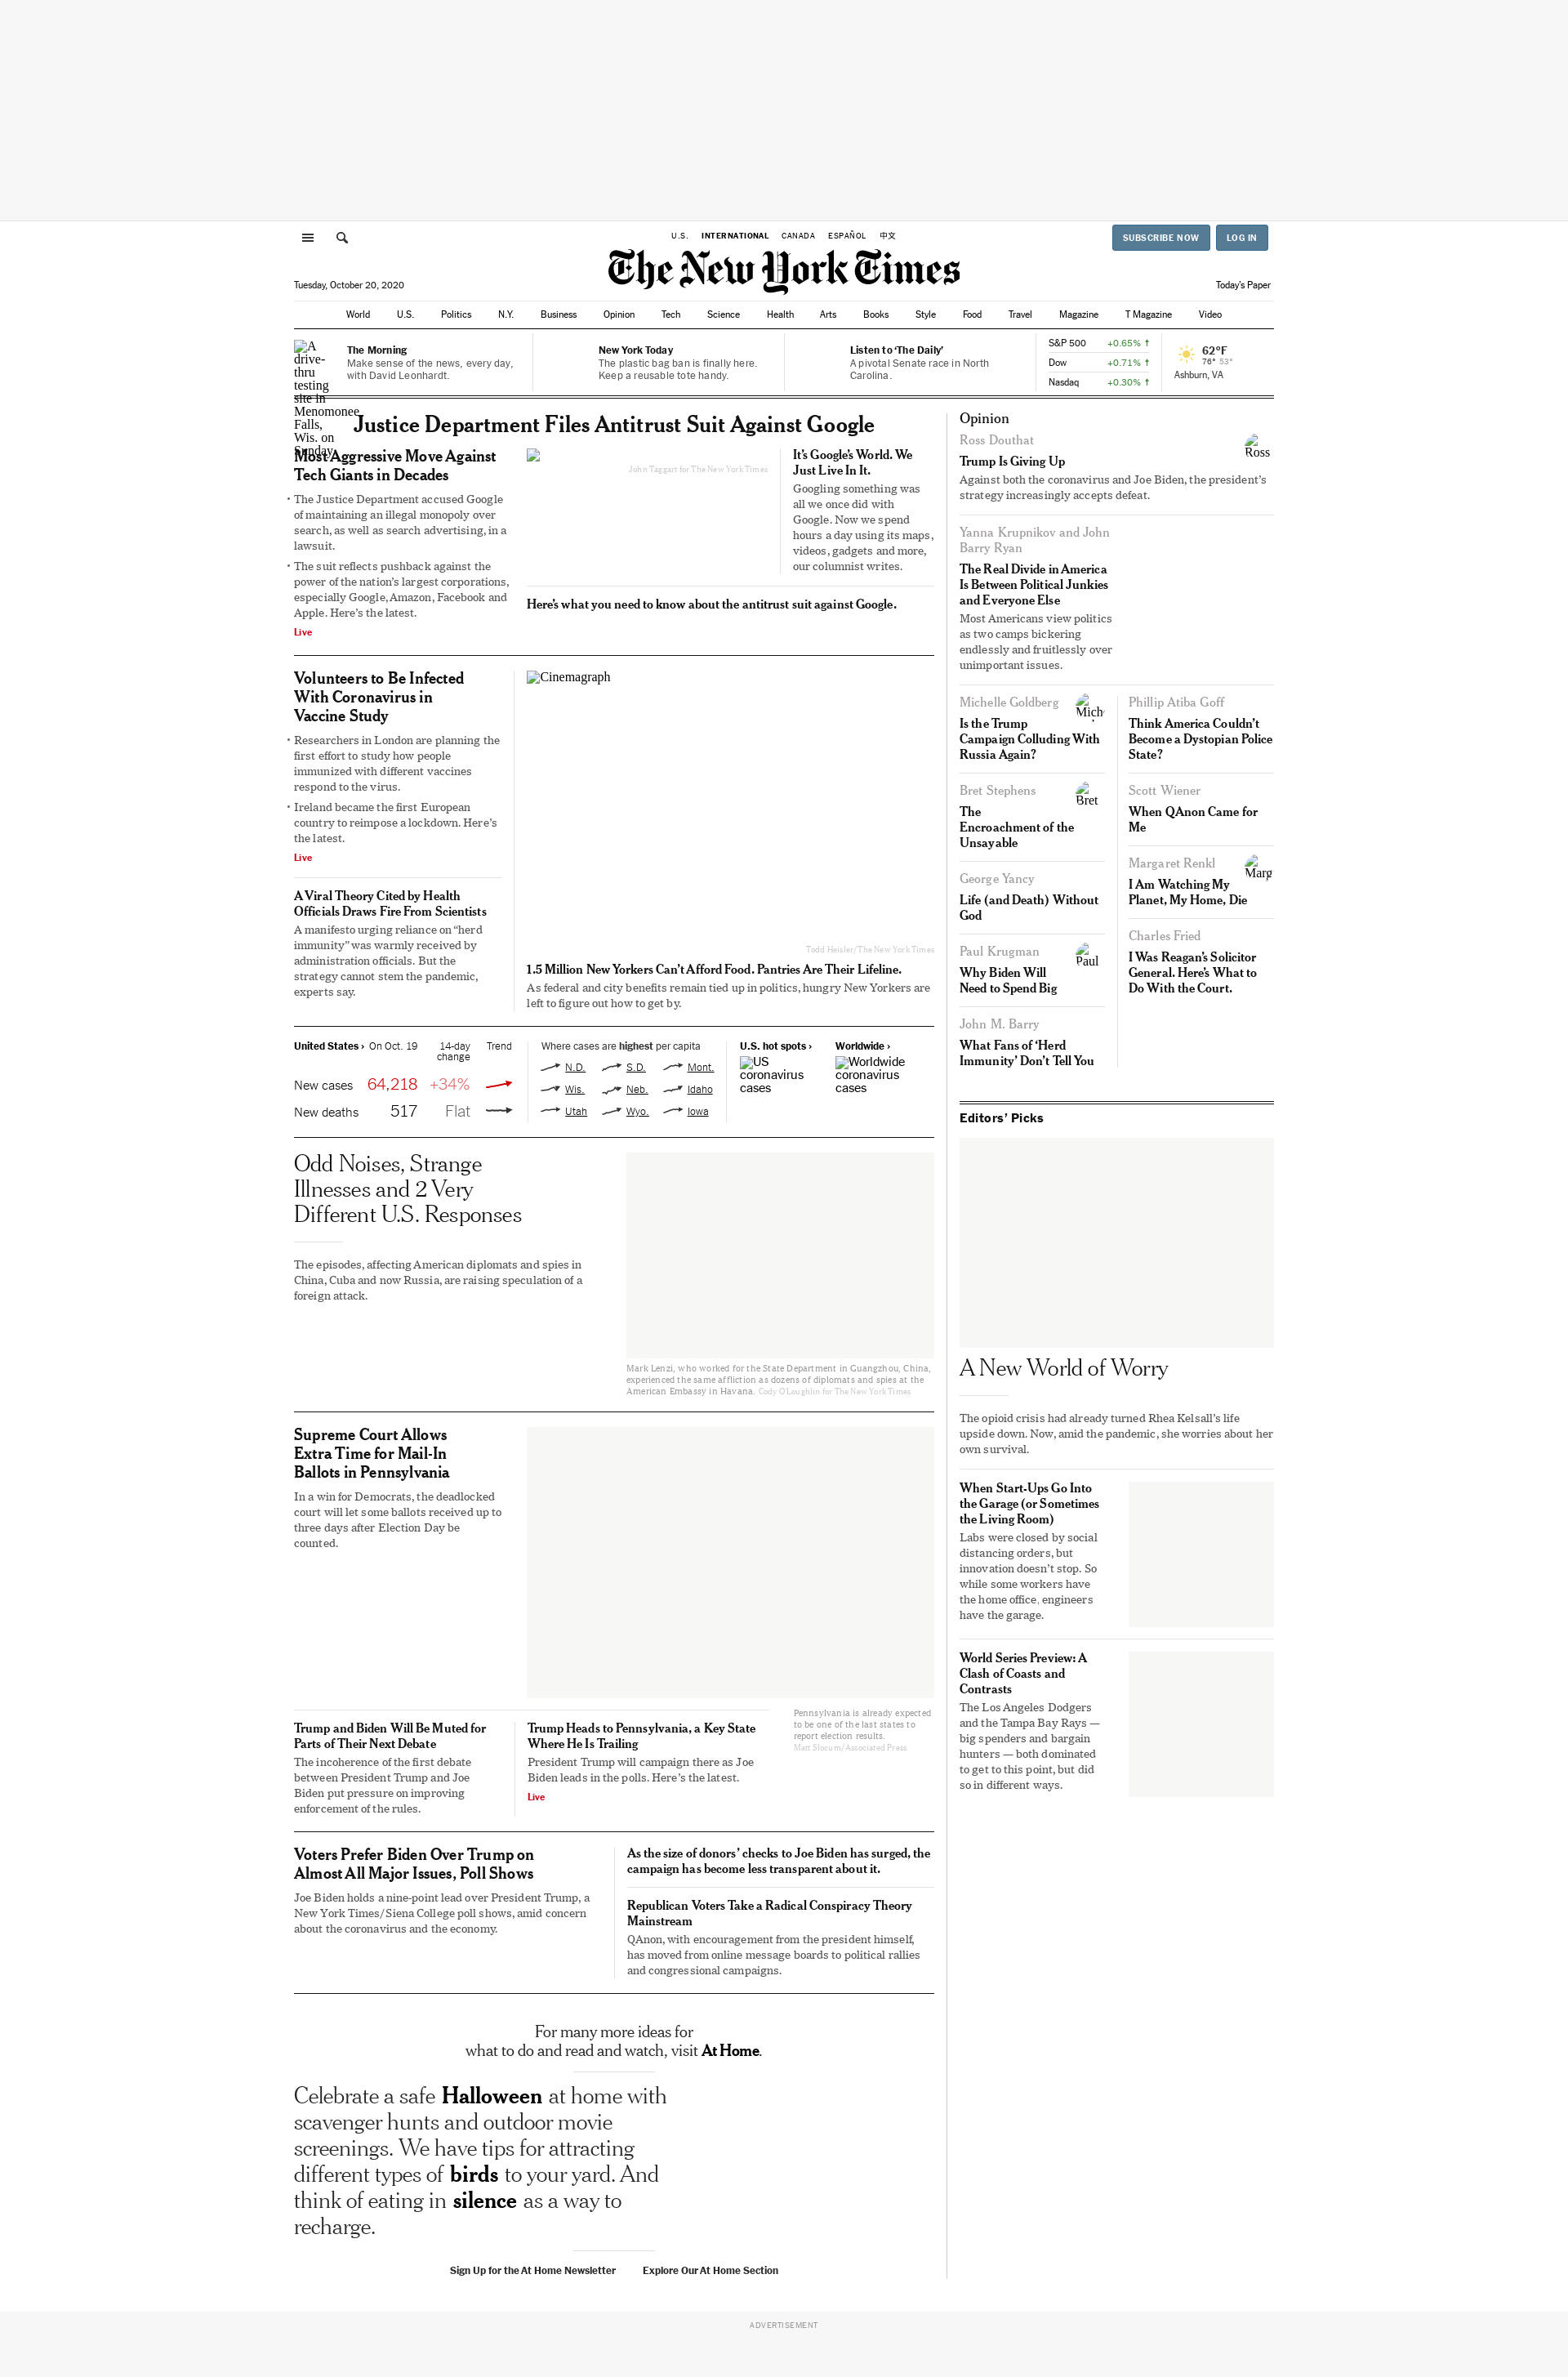 U.S. INTERNATIONAL CANADA ESPAÑOL 中文
SUBSCRIBE NOW LOG IN
The New York Times
Tuesday, October 20, 2020
Today's Paper
World U.S. Politics N.Y. Business Opinion Tech Science Health Arts Books Style Food Travel Magazine T Magazine Video
A drive-thru testing site in Menomonee Falls, Wis. on Sunday.
The Morning
Make sense of the news, every day,
with David Leonhardt.
New York Today
The plastic bag ban is finally here.
Keep a reusable tote handy.
Listen to ‘The Daily’
A pivotal Senate race in North
Carolina.
S&P 500 +0.65% ↑
Dow +0.71% ↑
Nasdaq +0.30% ↑
62°F
76° 53°
Ashburn, VA
Justice Department Files Antitrust Suit Against Google
Most Aggressive Move Against
Tech Giants in Decades
• The Justice Department accused Google
of maintaining an illegal monopoly over
search, as well as search advertising, in a
lawsuit.
• The suit reflects pushback against the
power of the nation’s largest corporations,
especially Google, Amazon, Facebook and
Apple. Here’s the latest.
Live
John Taggart for The New York Times
It’s Google’s World. We
Just Live In It.
Googling something was
all we once did with
Google. Now we spend
hours a day using its maps,
videos, gadgets and more,
our columnist writes.
Here’s what you need to know about the antitrust suit against Google.
Volunteers to Be Infected
With Coronavirus in
Vaccine Study
• Researchers in London are planning the
first effort to study how people
immunized with different vaccines
respond to the virus.
• Ireland became the first European
country to reimpose a lockdown. Here’s
the latest.
Live
A Viral Theory Cited by Health
Officials Draws Fire From Scientists
A manifesto urging reliance on “herd
immunity” was warmly received by
administration officials. But the
strategy cannot stem the pandemic,
experts say.
Cinemagraph
Todd Heisler/The New York Times
1.5 Million New Yorkers Can’t Afford Food. Pantries Are Their Lifeline.
As federal and city benefits remain tied up in politics, hungry New Yorkers are
left to figure out how to get by.
United States › On Oct. 19 14-day change Trend
New cases 64,218 +34%
New deaths 517 Flat
Where cases are highest per capita
N.D. S.D. Mont.
Wis. Neb. Idaho
Utah Wyo. Iowa
U.S. hot spots ›
US
coronavirus
cases
Worldwide ›
Worldwide
coronavirus
cases
Odd Noises, Strange
Illnesses and 2 Very
Different U.S. Responses
The episodes, affecting American diplomats and spies in
China, Cuba and now Russia, are raising speculation of a
foreign attack.
Mark Lenzi, who worked for the State Department in Guangzhou, China,
experienced the same affliction as dozens of diplomats and spies at the
American Embassy in Havana. Cody O’Loughlin for The New York Times
Supreme Court Allows
Extra Time for Mail-In
Ballots in Pennsylvania
In a win for Democrats, the deadlocked
court will let some ballots received up to
three days after Election Day be
counted.
Pennsylvania is already expected
to be one of the last states to
report election results.
Matt Slocum/Associated Press
Trump and Biden Will Be Muted for
Parts of Their Next Debate
The incoherence of the first debate
between President Trump and Joe
Biden put pressure on improving
enforcement of the rules.
Trump Heads to Pennsylvania, a Key State
Where He Is Trailing
President Trump will campaign there as Joe
Biden leads in the polls. Here’s the latest.
Live
Voters Prefer Biden Over Trump on
Almost All Major Issues, Poll Shows
Joe Biden holds a nine-point lead over President Trump, a
New York Times/Siena College poll shows, amid concern
about the coronavirus and the economy.
As the size of donors’ checks to Joe Biden has surged, the
campaign has become less transparent about it.
Republican Voters Take a Radical Conspiracy Theory
Mainstream
QAnon, with encouragement from the president himself,
has moved from online message boards to political rallies
and congressional campaigns.
For many more ideas for
what to do and read and watch, visit At Home.
Celebrate a safe Halloween at home with
scavenger hunts and outdoor movie
screenings. We have tips for attracting
different types of birds to your yard. And
think of eating in silence as a way to
recharge.
Sign Up for the At Home Newsletter Explore Our At Home Section
Opinion
Ross Douthat
Ross
Trump Is Giving Up
Against both the coronavirus and Joe Biden, the president’s
strategy increasingly accepts defeat.
Yanna Krupnikov and John
Barry Ryan
The Real Divide in America
Is Between Political Junkies
and Everyone Else
Most Americans view politics
as two camps bickering
endlessly and fruitlessly over
unimportant issues.
Michelle Goldberg
Is the Trump
Campaign Colluding With
Russia Again?
Bret Stephens
Bret
The
Encroachment of the
Unsayable
George Yancy
Life (and Death) Without
God
Paul Krugman
Paul
Why Biden Will
Need to Spend Big
John M. Barry
What Fans of ‘Herd
Immunity’ Don’t Tell You
Phillip Atiba Goff
Think America Couldn’t
Become a Dystopian Police
State?
Scott Wiener
When QAnon Came for
Me
Margaret Renkl
I Am Watching My
Planet, My Home, Die
Charles Fried
I Was Reagan’s Solicitor
General. Here’s What to
Do With the Court.
Editors’ Picks
A New World of Worry
The opioid crisis had already turned Rhea Kelsall’s life
upside down. Now, amid the pandemic, she worries about her
own survival.
When Start-Ups Go Into
the Garage (or Sometimes
the Living Room)
Labs were closed by social
distancing orders, but
innovation doesn’t stop. So
while some workers have
the home office, engineers
have the garage.
World Series Preview: A
Clash of Coasts and
Contrasts
The Los Angeles Dodgers
and the Tampa Bay Rays —
big spenders and bargain
hunters — both dominated
to get to this point, but did
so in different ways.
ADVERTISEMENT